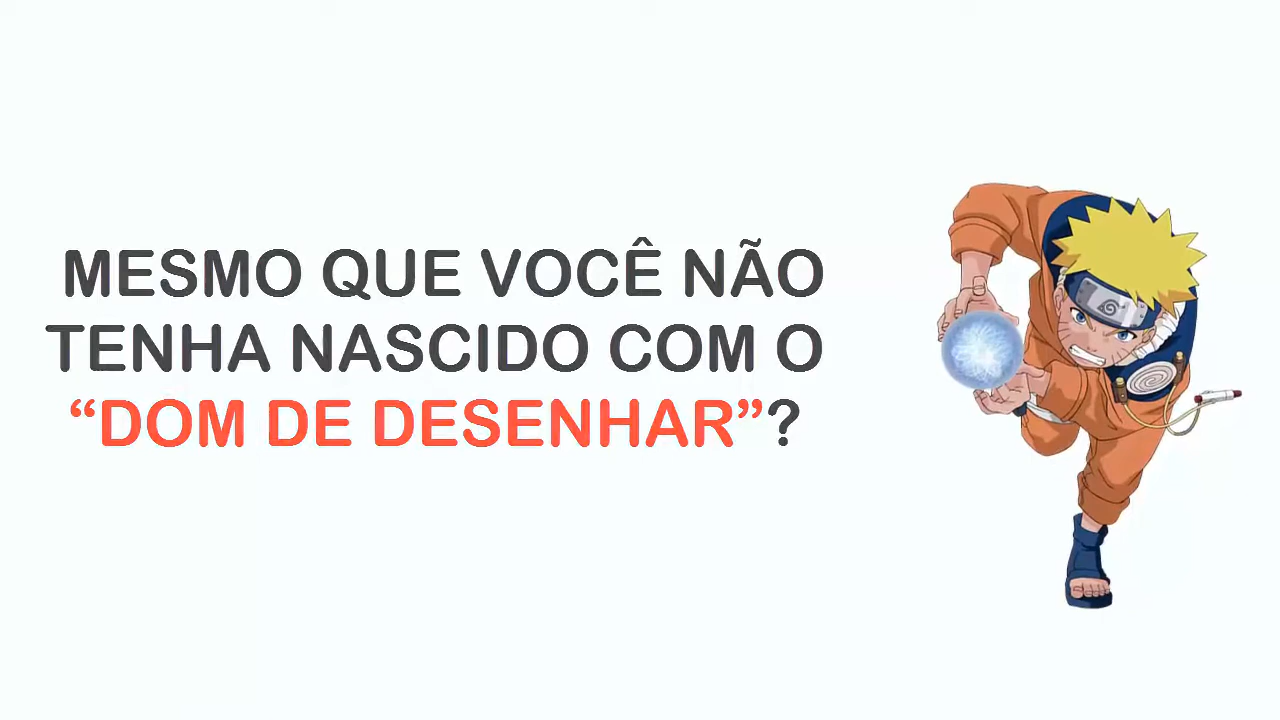 MESMO QUE VOCÊ NÃO
TENHA NASCIDO COM O
“DOM DE DESENHAR”?